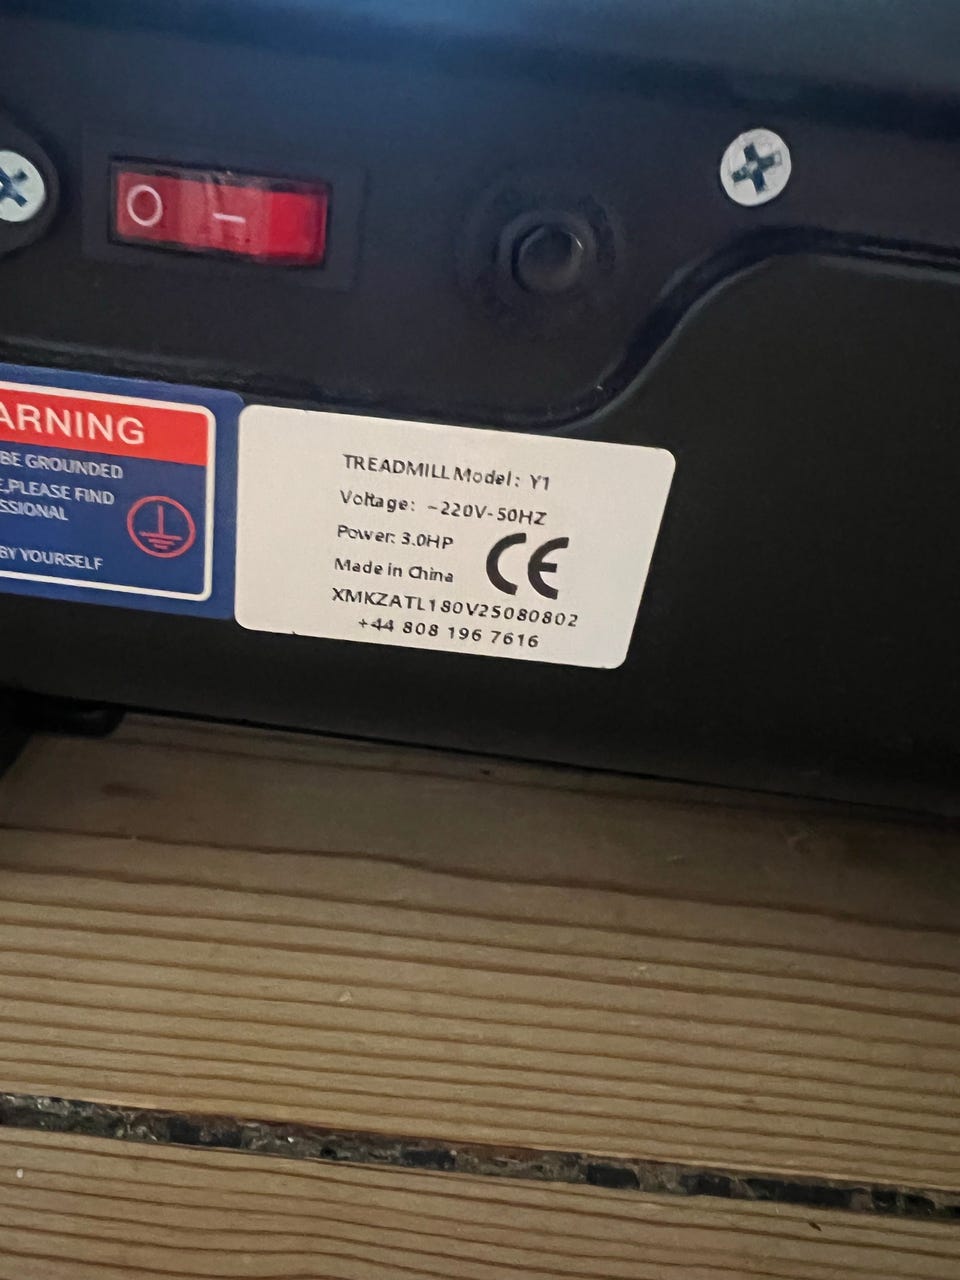 ARNING
BE GROUNDED
E,PLEASE FIND
SSIONAL
BY YOURSELF
TREADMILL Model: Y1
Voltage: ~220V-50HZ
Power: 3.0HP
CE
Made in China
XMKZATL180V25080802
+44 808 196 7616